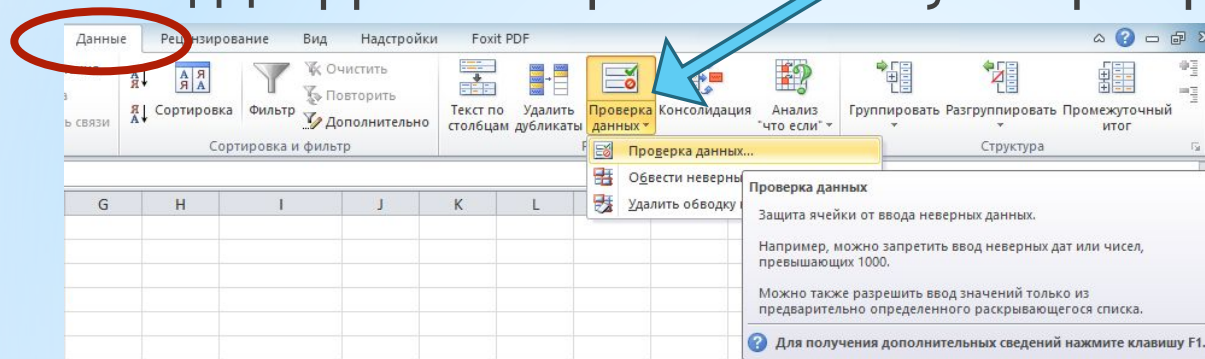 Данные Рецензирование Вид Надстройки Foxit PDF
Сортировка Фильтр Очистить
Повторить
Дополнительно
ь связи
Текст по столбцам
Удалить дубликаты
Проверка данных
Консолидация
Анализ "что если"
Группировать Разгруппировать Промежуточный итог
Сортировка и фильтр
Структура
Проверка данных...
Обвести неверны
Удалить обводку
G H I J K L
Проверка данных
Защита ячейки от ввода неверных данных.
Например, можно запретить ввод неверных дат или чисел,
превышающих 1000.
Можно также разрешить ввод значений только из
предварительно определенного раскрывающегося списка.
Для получения дополнительных сведений нажмите клавишу F1.